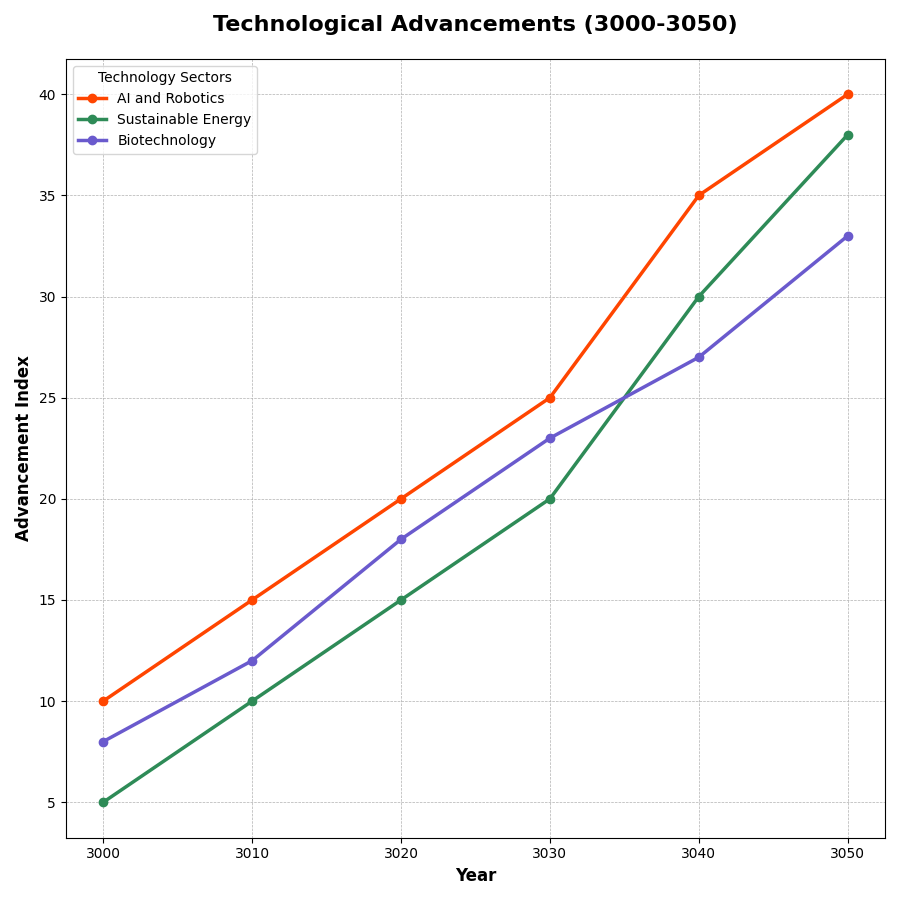 Technological Advancements (3000-3050)
Technology Sectors
AI and Robotics
Sustainable Energy
Biotechnology
Advancement Index
40
35
30
25
20
15
10
5
3000 3010 3020 3030 3040 3050
Year